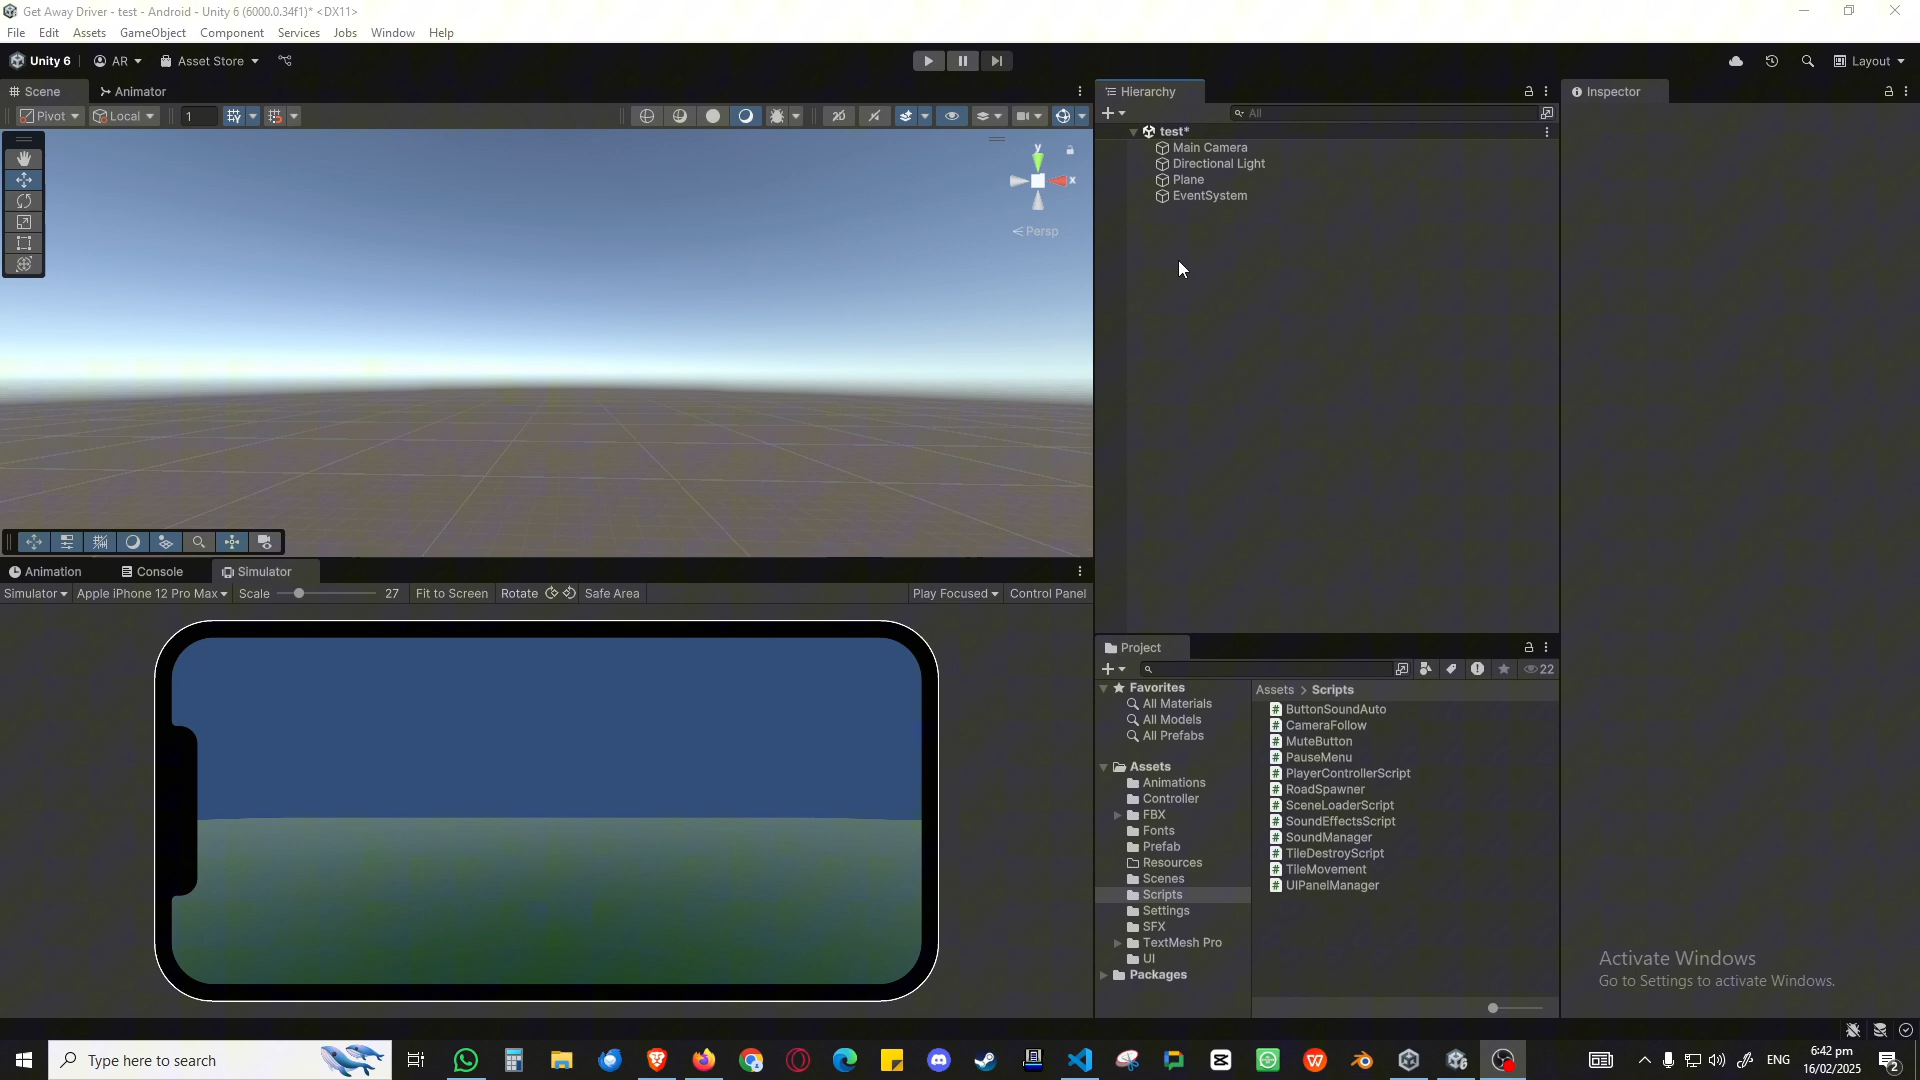 Get Away Driver - test - Android - Unity 6 (6000.0.34f1)* <DX11>
File Edit Assets GameObject Component Services Jobs Window Help
Unity 6 AR Asset Store Layout
Scene Animator
Pivot Local 1 2D
y
x
Persp
Hierarchy
All
test*
Main Camera
Directional Light
Plane
EventSystem
Inspector
Animation Console Simulator
Simulator Apple iPhone 12 Pro Max Scale 27 Fit to Screen Rotate Safe Area Play Focused Control Panel
Project
22
Favorites
All Materials
All Models
All Prefabs
Assets
Animations
Controller
FBX
Fonts
Prefab
Resources
Scenes
Scripts
Settings
SFX
TextMesh Pro
UI
Packages
Assets > Scripts
ButtonSoundAuto
CameraFollow
MuteButton
PauseMenu
PlayerControllerScript
RoadSpawner
SceneLoaderScript
SoundEffectsScript
SoundManager
TileDestroyScript
TileMovement
UIPanelManager
Activate Windows
Go to Settings to activate Windows.
Type here to search
ENG
6:42 pm
16/02/2025
2